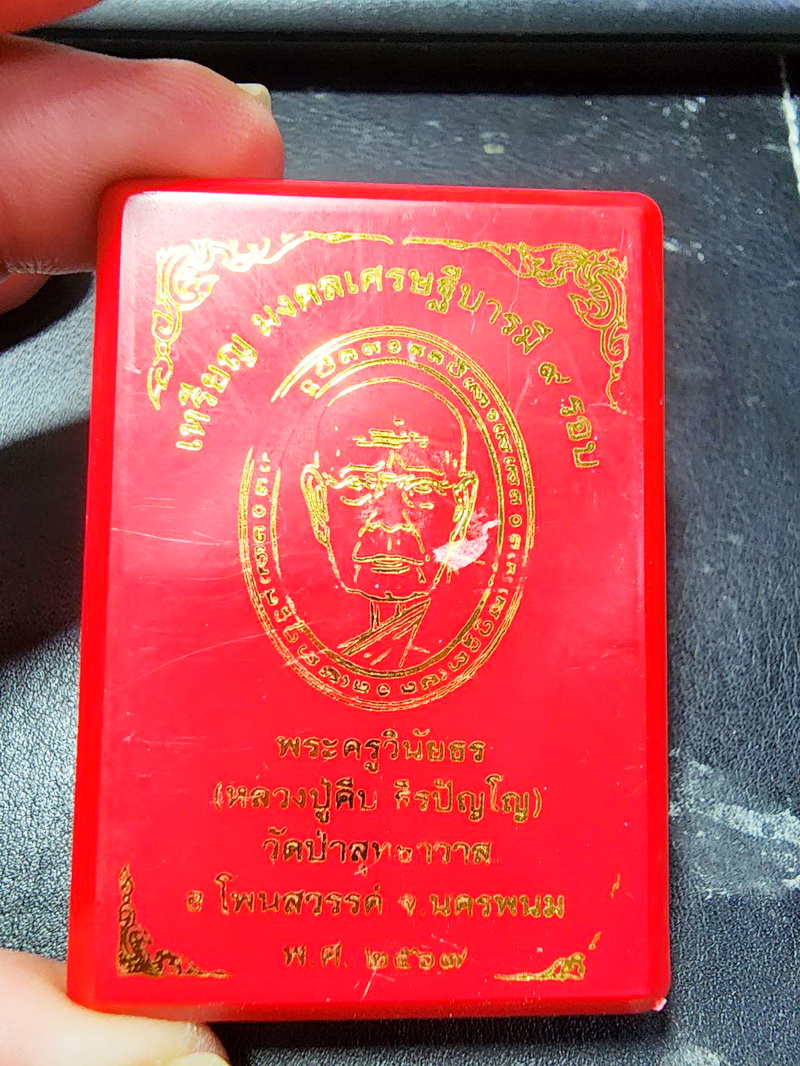 เหรียญ มงคลเศรษฐีบารมี ๙ รอบ
พระครูวินัยธร
(หลวงปู่คีบ ธีรปัญโญ)
วัดป่าสุทธาวาส
อ โพนสวรรค์ จ.นครพนม
พ.ศ. ๒๕๖๗